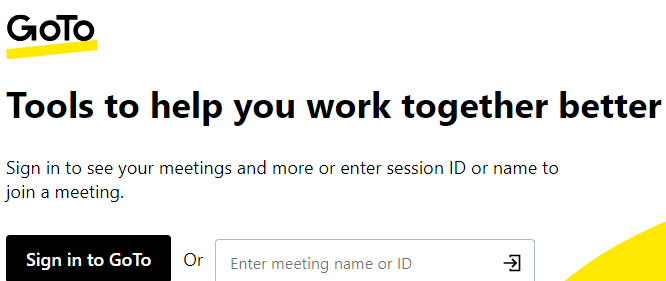 GoTo
Tools to help you work together better
Sign in to see your meetings and more or enter session ID or name to
join a meeting.
Sign in to GoTo Or Enter meeting name or ID